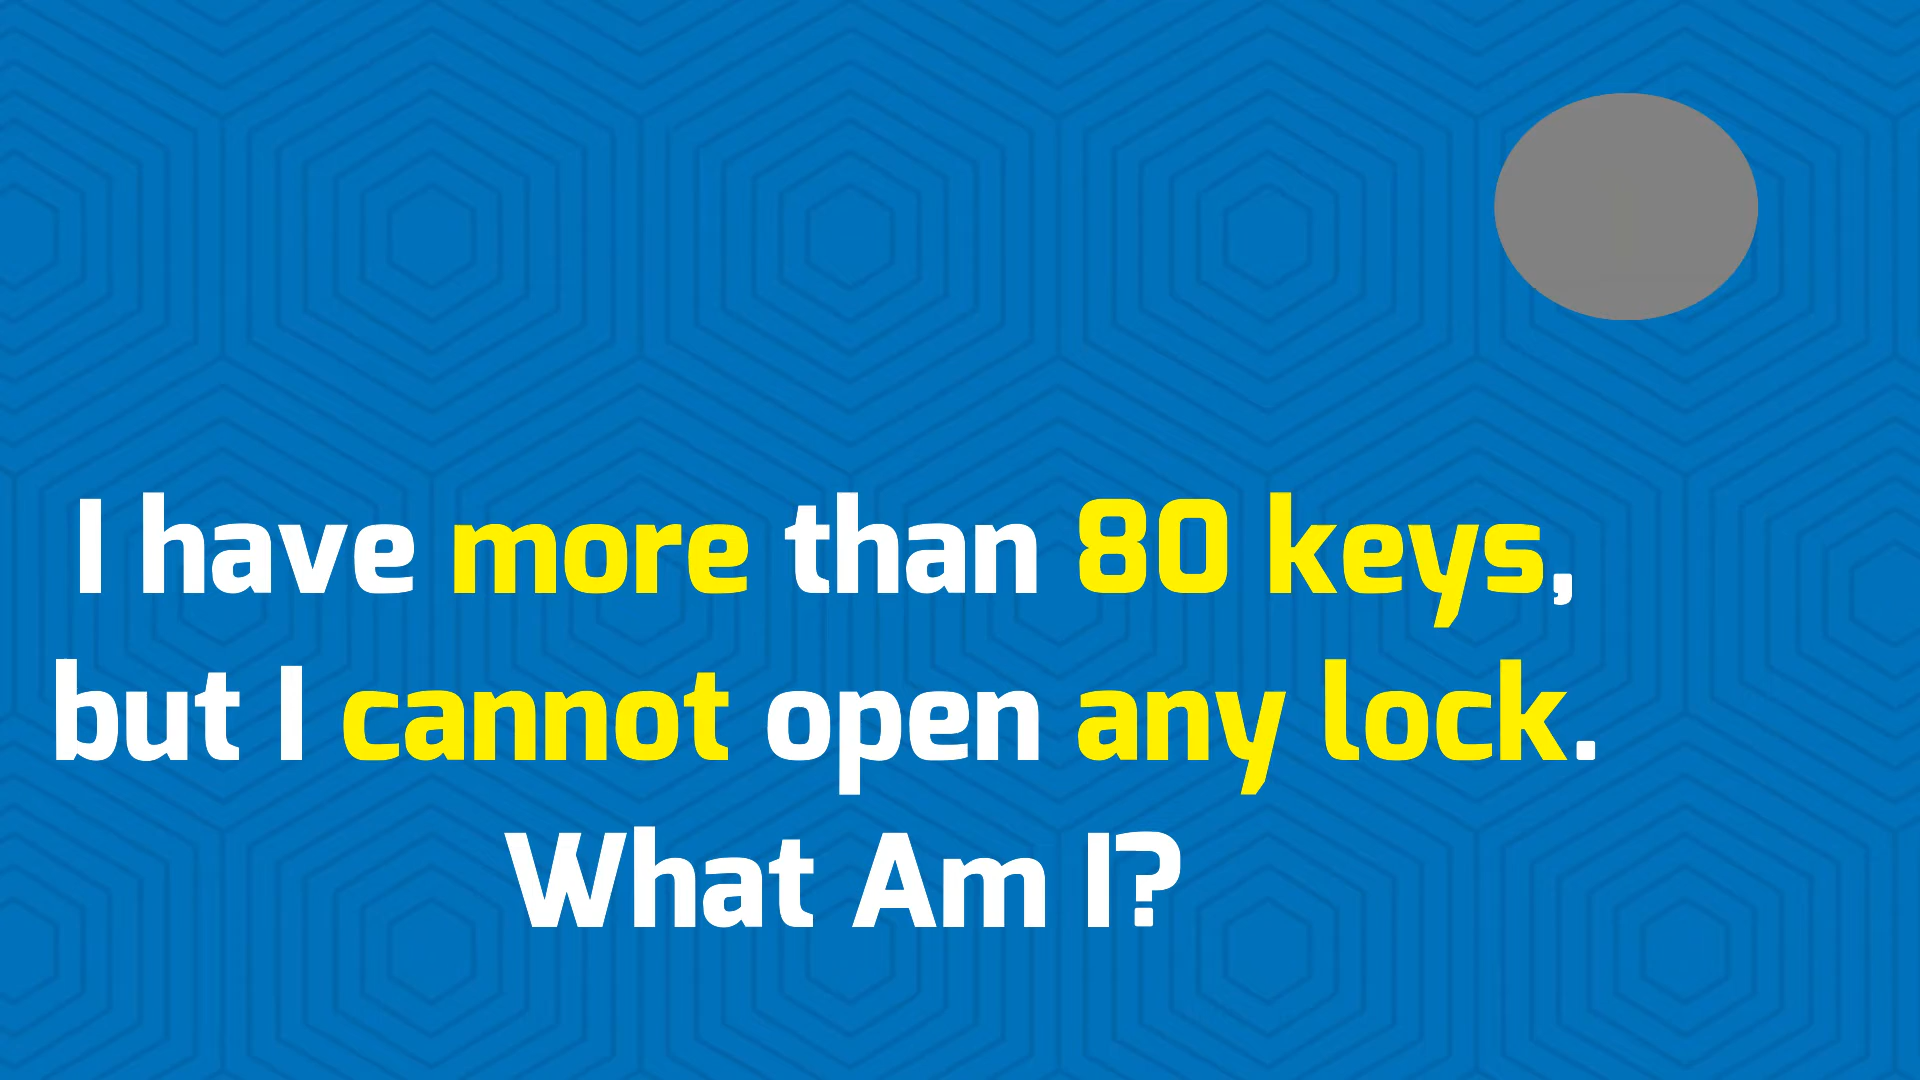 I have more than 80 keys,
but I cannot open any lock.
What Am I?